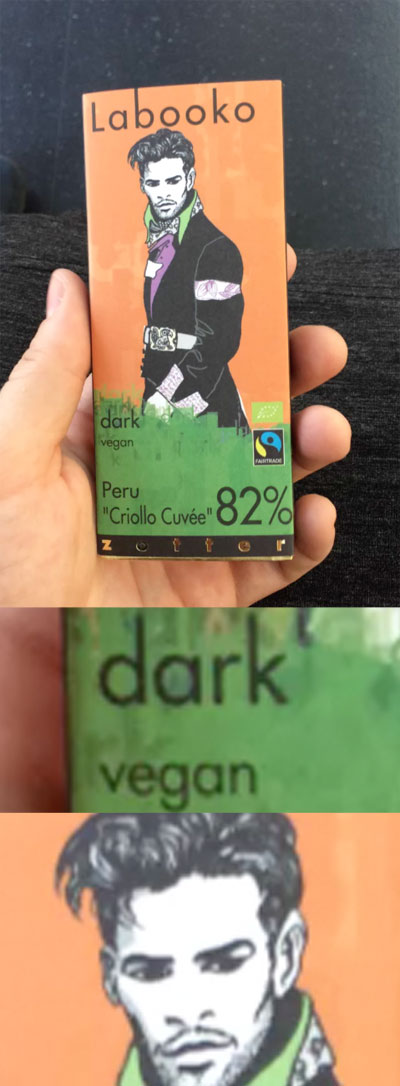 Labooko
dark
vegan
FAIRTRADE
Peru
"Criollo Cuvée" 82%
zotter
dark
vegan